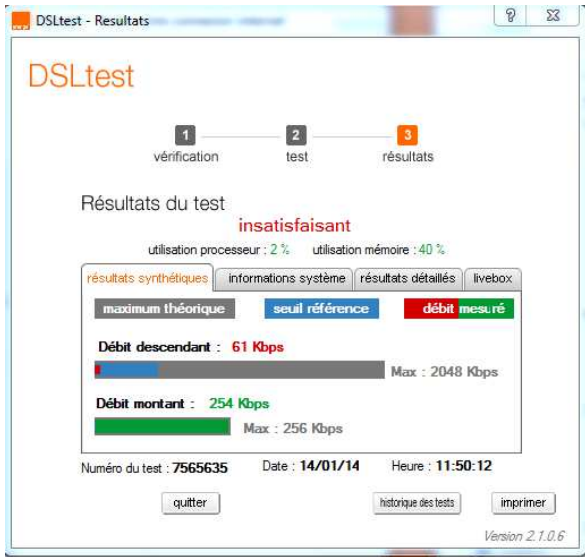 DSLtest - Resultats
DSLtest
1 2 3
vérification test résultats
Résultats du test
insatisfaisant
utilisation processeur : 2 % utilisation mémoire : 40 %
résultats synthétiques informations système résultats détaillés livebox
maximum théorique seuil référence débit mesuré
Débit descendant : 61 Kbps
Max : 2048 Kbps
Débit montant : 254 Kbps
Max : 256 Kbps
Numéro du test : 7565635 Date : 14/01/14 Heure : 11:50:12
quitter historique des tests imprimer
Version 2.1.0.6